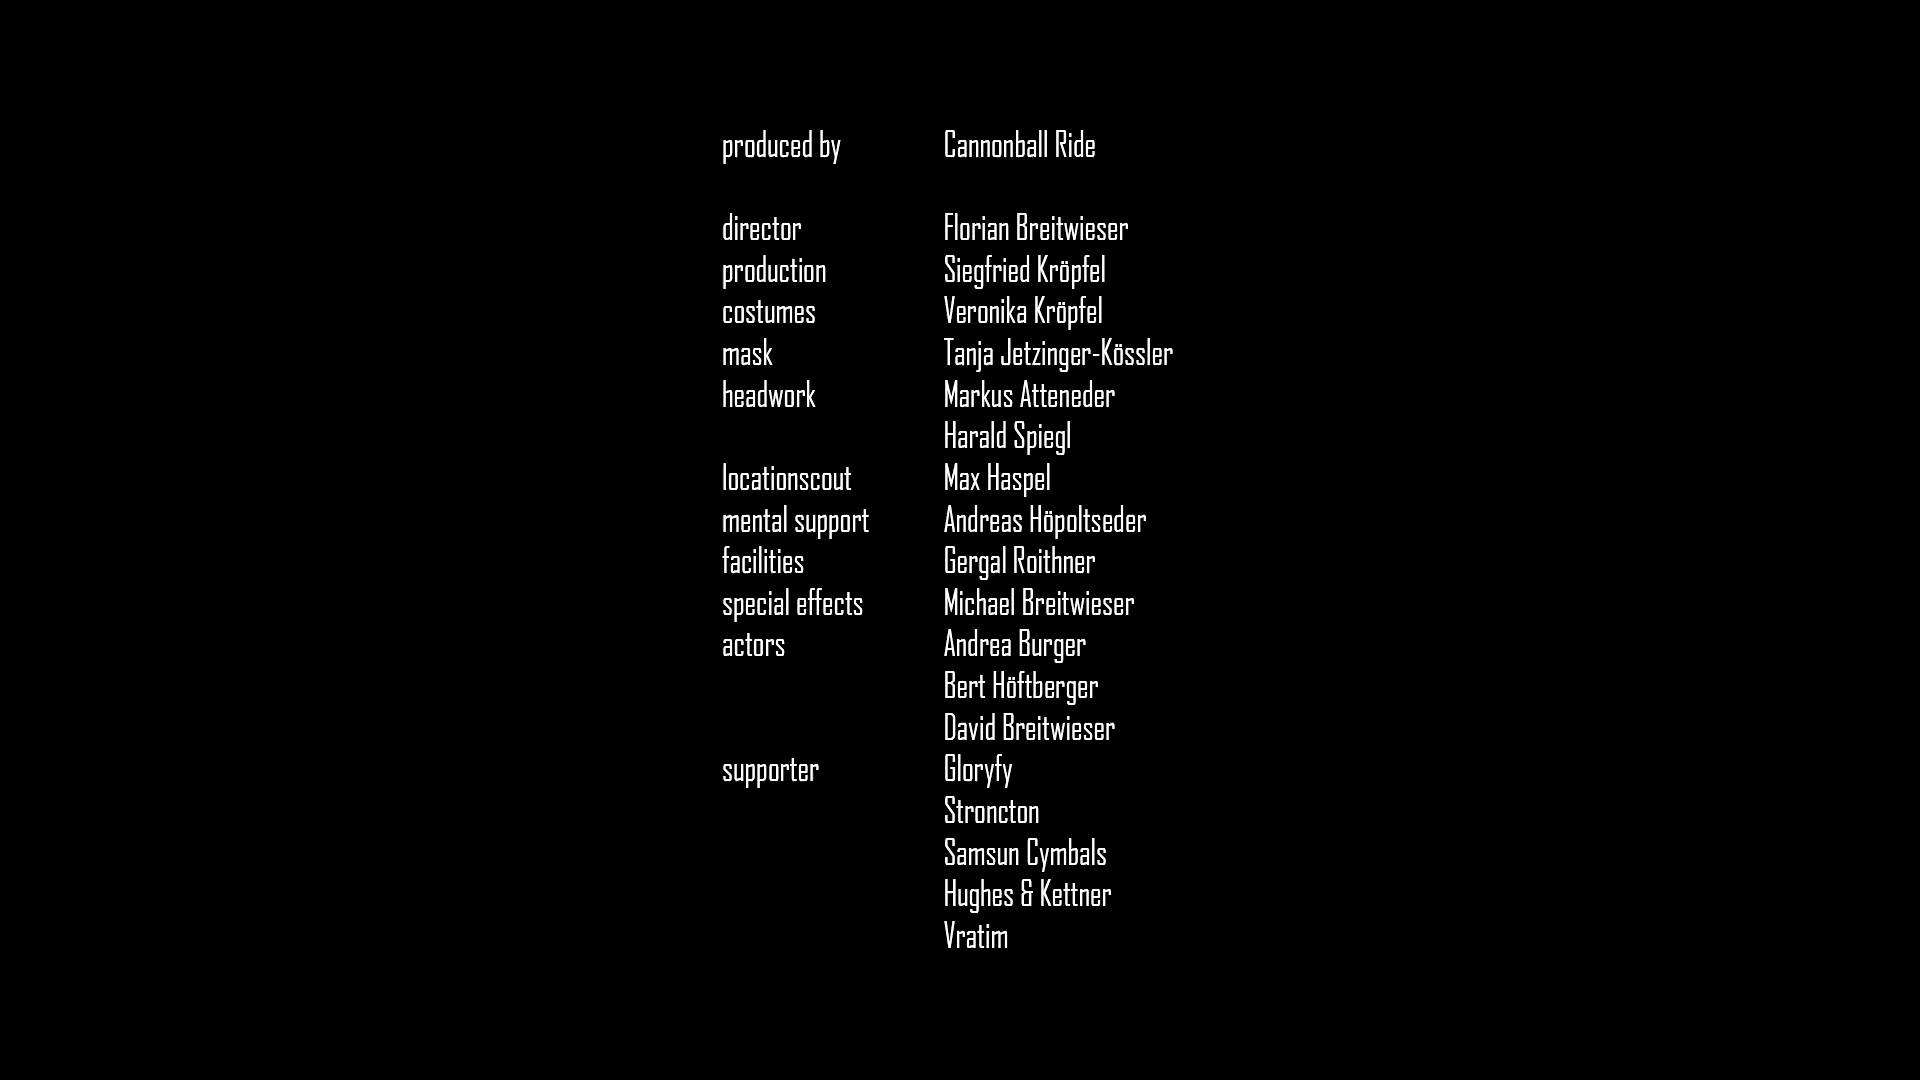 produced by Cannonball Ride
director Florian Breitwieser
production Siegfried Kröpfel
costumes Veronika Kröpfel
mask Tanja Jetzinger-Kössler
headwork Markus Atteneder
Harald Spiegl
locationscout Max Haspel
mental support Andreas Höpoltseder
facilities Gergal Roithner
special effects Michael Breitwieser
actors Andrea Burger
Bert Höftberger
David Breitwieser
supporter Gloryfy
Stroncton
Samsun Cymbals
Hughes & Kettner
Vratim